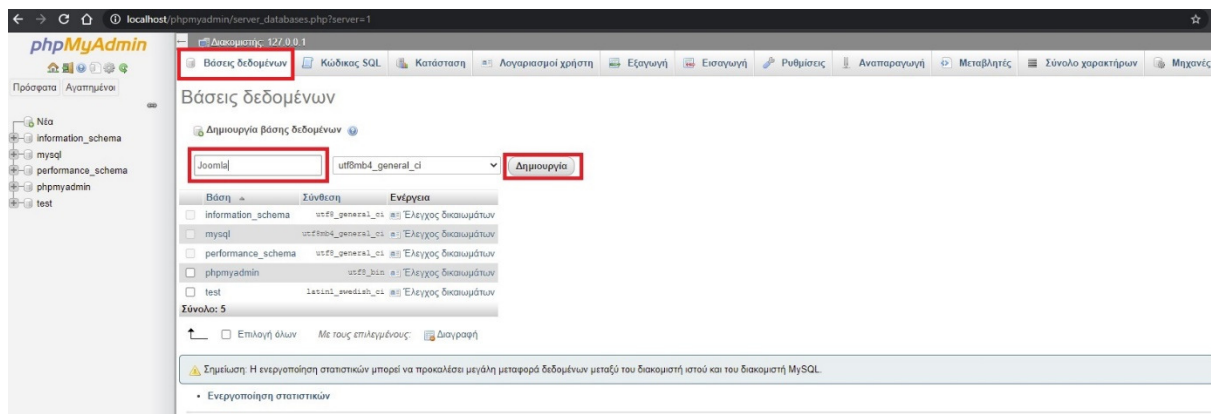 localhost/phpmyadmin/server_databases.php?server=1
phpMyAdmin
Πρόσφατα Αγαπημένοι
Νέα
information_schema
mysql
performance_schema
phpmyadmin
test
Διακομιστής: 127.0.0.1
Βάσεις δεδομένων Κώδικας SQL Κατάσταση Λογαριασμοί χρήστη Εξαγωγή Εισαγωγή Ρυθμίσεις Αναπαραγωγή Μεταβλητές Σύνολο χαρακτήρων Μηχανές
Βάσεις δεδομένων
Δημιουργία βάσης δεδομένων
Joomla utf8mb4_general_ci Δημιουργία
Βάση Σύνθεση Ενέργεια
information_schema utf8_general_ci Έλεγχος δικαιωμάτων
mysql utf8mb4_general_ci Έλεγχος δικαιωμάτων
performance_schema utf8_general_ci Έλεγχος δικαιωμάτων
phpmyadmin utf8_bin Έλεγχος δικαιωμάτων
test latin1_swedish_ci Έλεγχος δικαιωμάτων
Σύνολο: 5
Επιλογή όλων Με τους επιλεγμένους: Διαγραφή
Σημείωση: Η ενεργοποίηση στατιστικών μπορεί να προκαλέσει μεγάλη μεταφορά δεδομένων μεταξύ του διακομιστή ιστού και του διακομιστή MySQL.
• Ενεργοποίηση στατιστικών